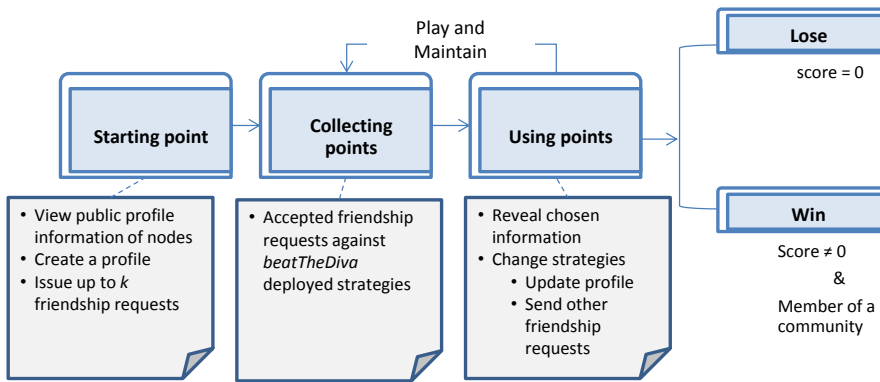 Play and
Maintain
Starting point
Collecting
points
Using points
Lose
score = 0
Win
Score ≠ 0
&
Member of a
community
• View public profile
information of nodes
• Create a profile
• Issue up to k
friendship requests
• Accepted friendship
requests against
beatTheDiva
deployed strategies
• Reveal chosen
information
• Change strategies
• Update profile
• Send other
friendship
requests